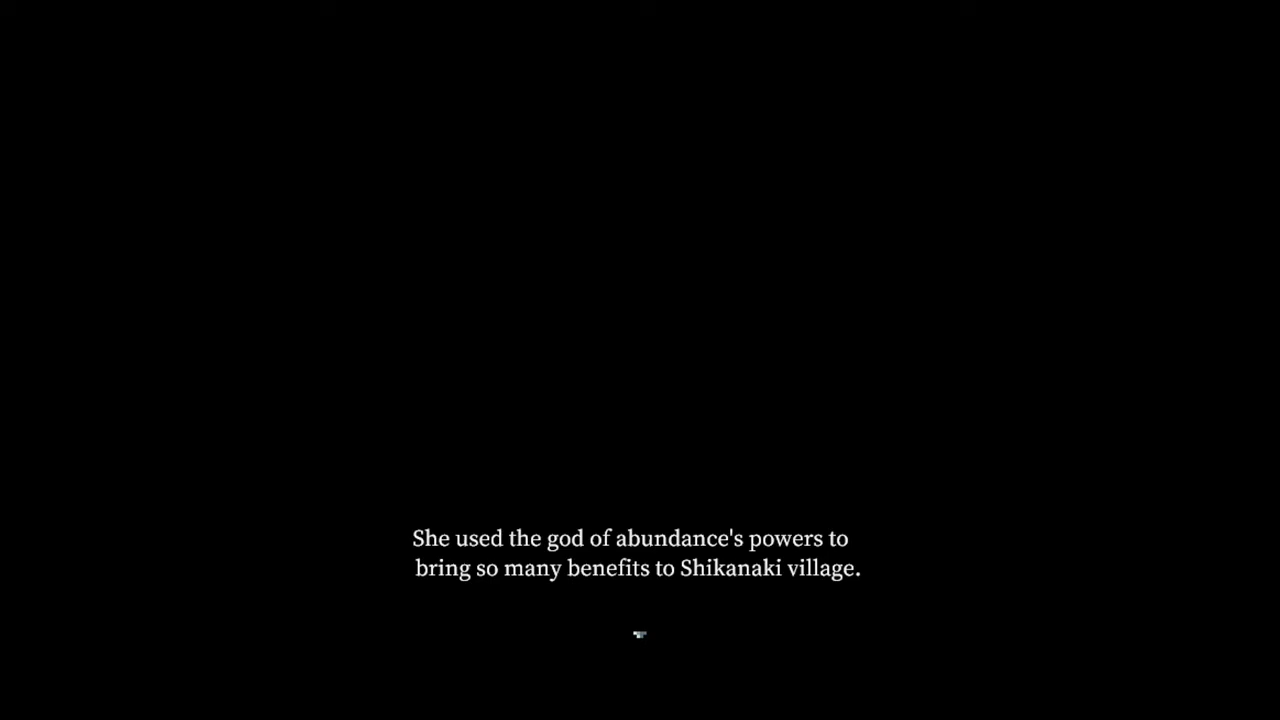 She used the god of abundance's powers to
bring so many benefits to Shikanaki village.